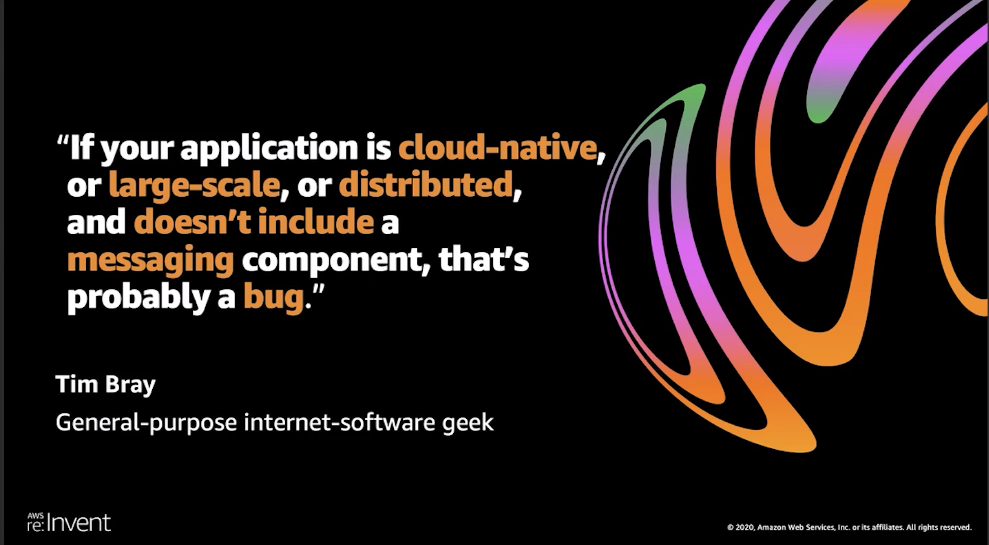 “If your application is cloud-native,
or large-scale, or distributed,
and doesn’t include a
messaging component, that’s
probably a bug.”
Tim Bray
General-purpose internet-software geek
AWS
re:Invent
© 2020, Amazon Web Services, Inc. or its affiliates. All rights reserved.